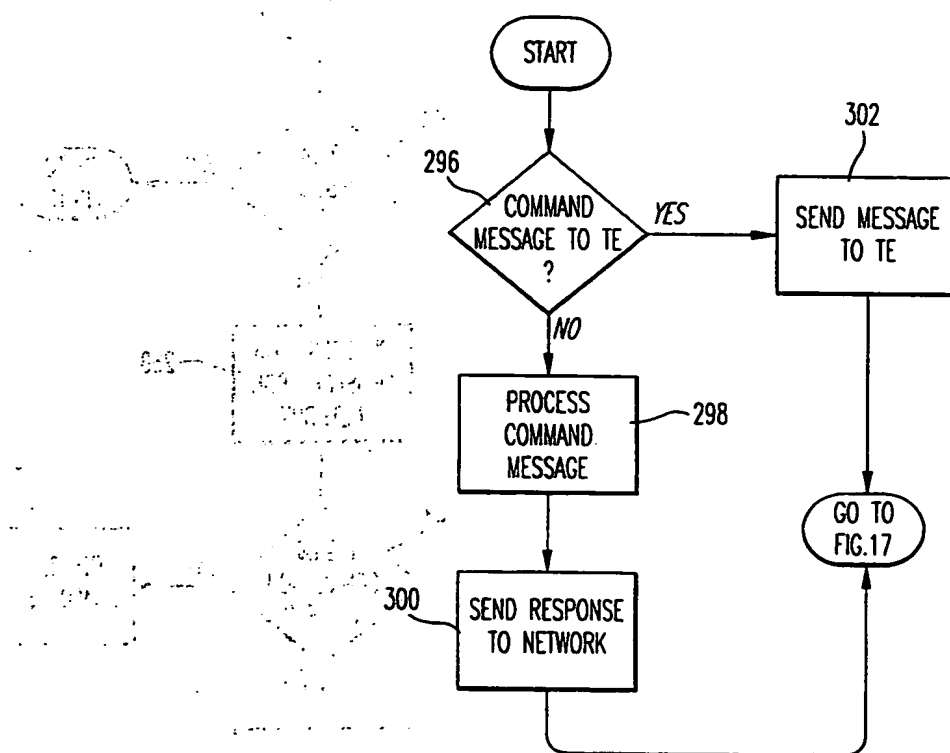 START
302
296
COMMAND
MESSAGE TO TE
?
YES
SEND MESSAGE
TO TE
NO
PROCESS
COMMAND
MESSAGE
298
GO TO
FIG.17
300
SEND RESPONSE
TO NETWORK